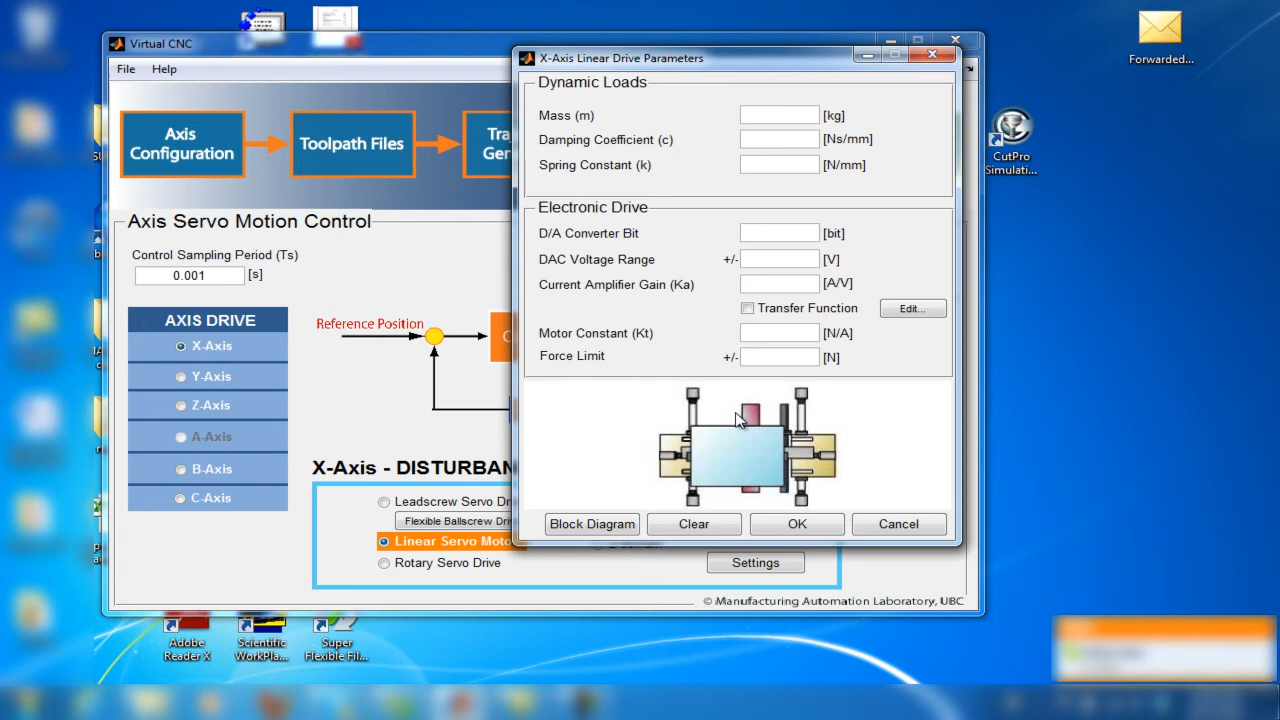 Virtual CNC
File Help
Axis Configuration
Toolpath Files
Axis Servo Motion Control
Control Sampling Period (Ts)
0.001 [s]
AXIS DRIVE
X-Axis
Y-Axis
Z-Axis
A-Axis
B-Axis
C-Axis
Reference Position
X-Axis - DISTURBAN
Leadscrew Servo Dr
Flexible Ballscrew Dri
Linear Servo Moto
Rotary Servo Drive
Settings
© Manufacturing Automation Laboratory, UBC
X-Axis Linear Drive Parameters
Dynamic Loads
Mass (m) [kg]
Damping Coefficient (c) [Ns/mm]
Spring Constant (k) [N/mm]
Electronic Drive
D/A Converter Bit [bit]
DAC Voltage Range +/- [V]
Current Amplifier Gain (Ka) [A/V]
Transfer Function Edit...
Motor Constant (Kt) [N/A]
Force Limit +/- [N]
Block Diagram Clear OK Cancel
Forwarded...
CutPro
Simulati...
Adobe
Reader X
Scientific
WorkPla...
Super
Flexible Fil...